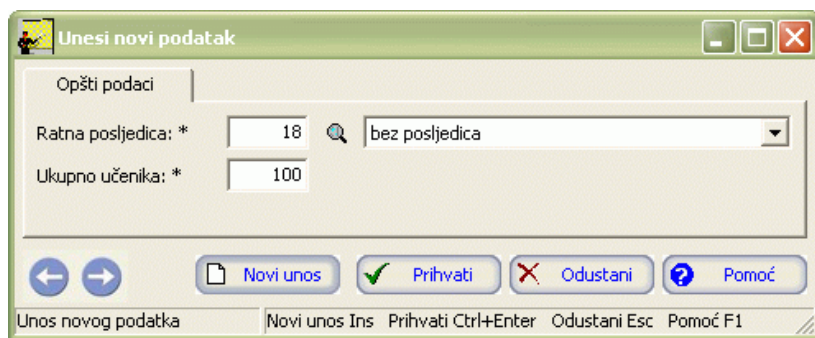 Unesi novi podatak
Opšti podaci
Ratna posljedica: * 18 bez posljedica
Ukupno učenika: * 100
Novi unos Prihvati Odustani Pomoć
Unos novog podatka Novi unos Ins Prihvati Ctrl+Enter Odustani Esc Pomoć F1